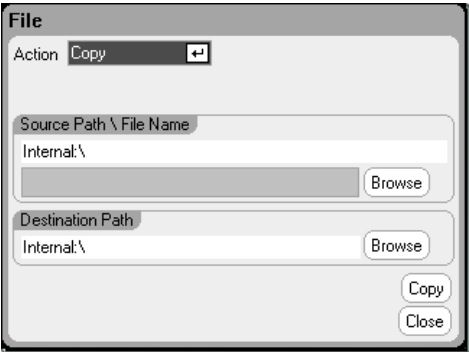 File
Action Copy
Source Path \ File Name
Internal:\
Browse
Destination Path
Internal:\ Browse
Copy
Close